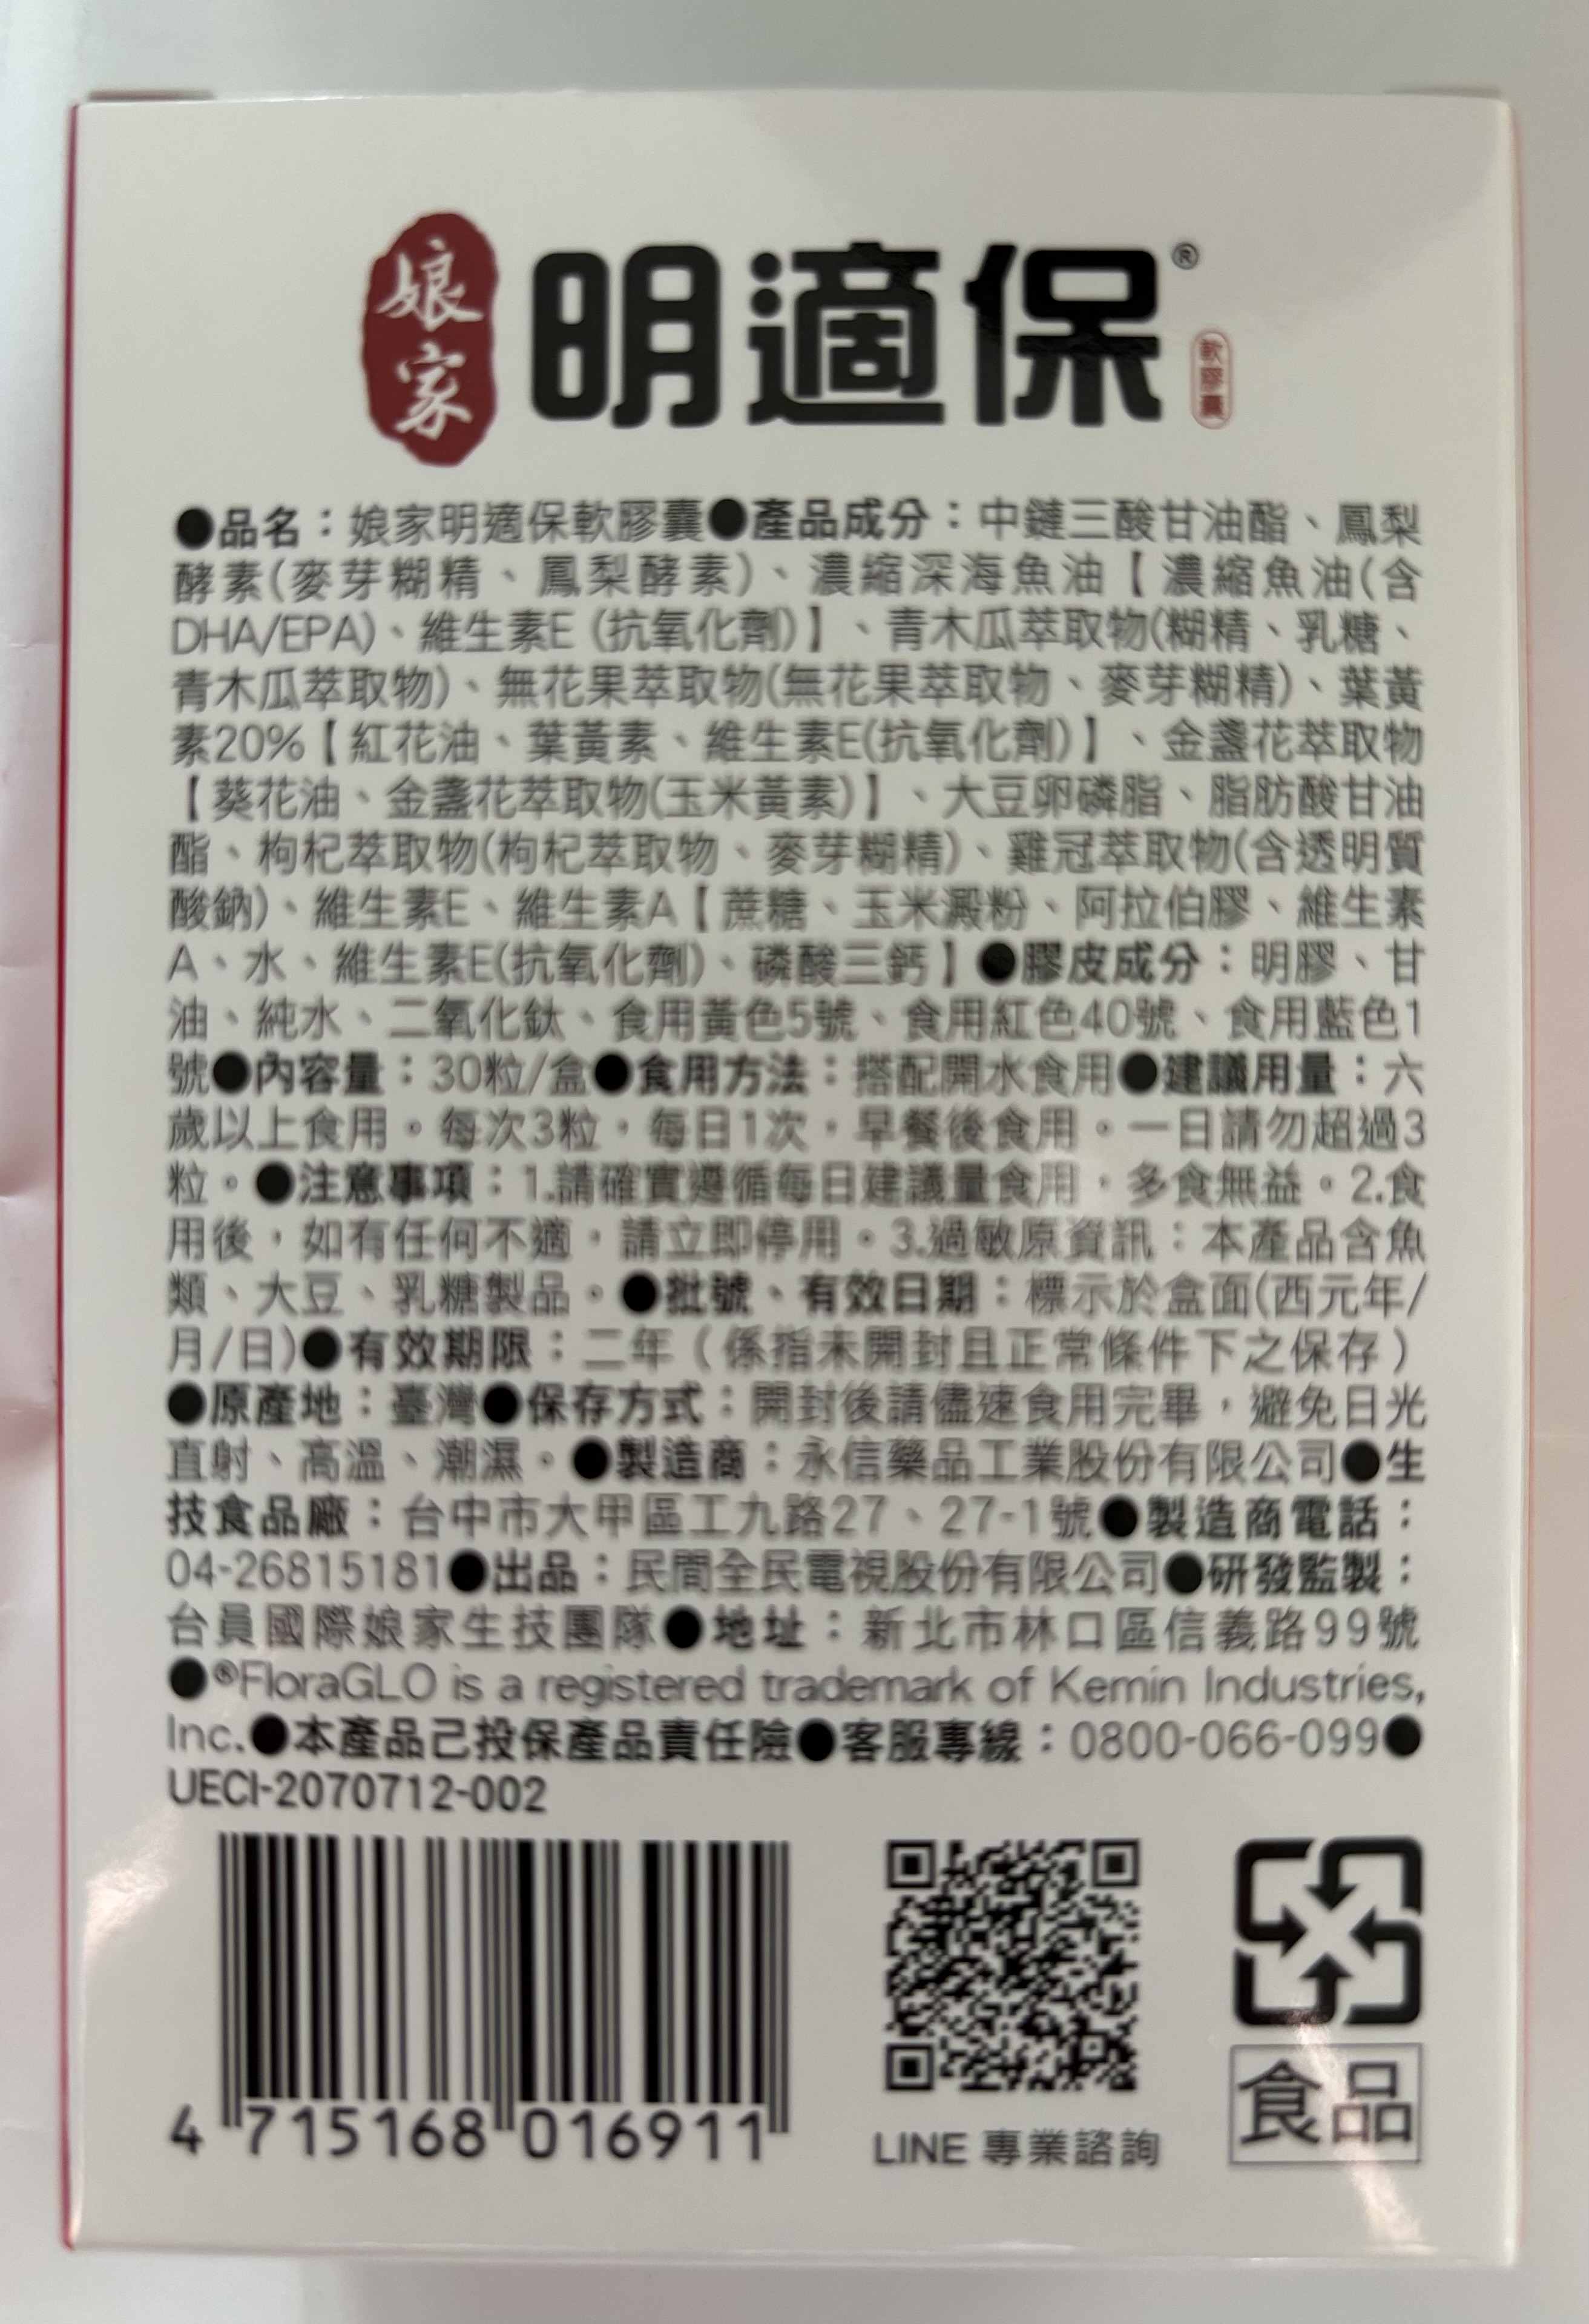 娘家 明適保® 軟膠囊
●品名：娘家明適保軟膠囊●產品成分：中鏈三酸甘油酯、鳳梨
酵素(麥芽糊精、鳳梨酵素)、濃縮深海魚油【濃縮魚油(含
DHA/EPA)、維生素E (抗氧化劑)】、青木瓜萃取物(糊精、乳糖、
青木瓜萃取物)、無花果萃取物(無花果萃取物、麥芽糊精)、葉黃
素20%【紅花油、葉黃素、維生素E(抗氧化劑)】、金盞花萃取物
【葵花油、金盞花萃取物(玉米黃素)】、大豆卵磷脂、脂肪酸甘油
酯、枸杞萃取物(枸杞萃取物、麥芽糊精)、雞冠萃取物(含透明質
酸鈉)、維生素E、維生素A【蔗糖、玉米澱粉、阿拉伯膠、維生素
A、水、維生素E(抗氧化劑)、磷酸三鈣】●膠皮成分：明膠、甘
油、純水、二氧化鈦、食用黃色5號、食用紅色40號、食用藍色1
號●內容量：30粒/盒●食用方法：搭配開水食用●建議用量：六
歲以上食用。每次3粒，每日1次，早餐後食用。一日請勿超過3
粒。●注意事項：1.請確實遵循每日建議量食用，多食無益。2.食
用後，如有任何不適，請立即停用。3.過敏原資訊：本產品含魚
類、大豆、乳糖製品。●批號、有效日期：標示於盒面(西元年/
月/日)●有效期限：二年（係指未開封且正常條件下之保存）
●原產地：臺灣●保存方式：開封後請儘速食用完畢，避免日光
直射、高溫、潮濕。●製造商：永信藥品工業股份有限公司●生
技食品廠：台中市大甲區工九路27、27-1號●製造商電話：
04-26815181●出品：民間全民電視股份有限公司●研發監製：
台員國際娘家生技團隊●地址：新北市林口區信義路99號
●®FloraGLO is a registered trademark of Kemin Industries,
Inc.●本產品己投保產品責任險●客服專線：0800-066-099●
UECI-2070712-002
4 715168 016911
LINE 專業諮詢
食品